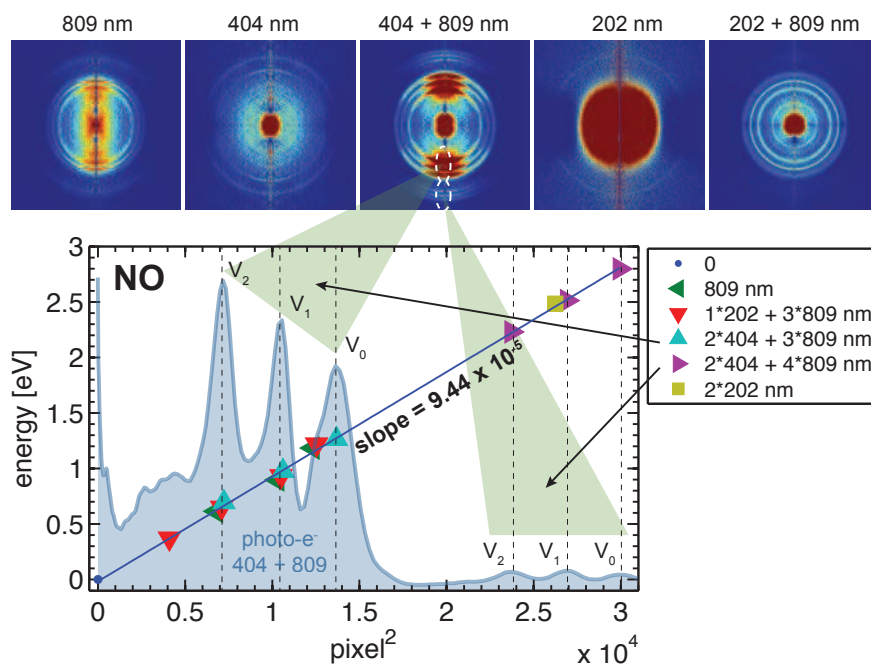 809 nm
404 nm
404 + 809 nm
202 nm
202 + 809 nm
NO
V₂
V₁
V₀
slope = 9.44 x 10⁻⁵
photo-e⁻
404 + 809
V₂
V₁
V₀
energy [eV]
3
2.5
2
1.5
1
0.5
0
0
0.5
1
1.5
2
2.5
3
pixel²
x 10⁴
0
809 nm
1*202 + 3*809 nm
2*404 + 3*809 nm
2*404 + 4*809 nm
2*202 nm